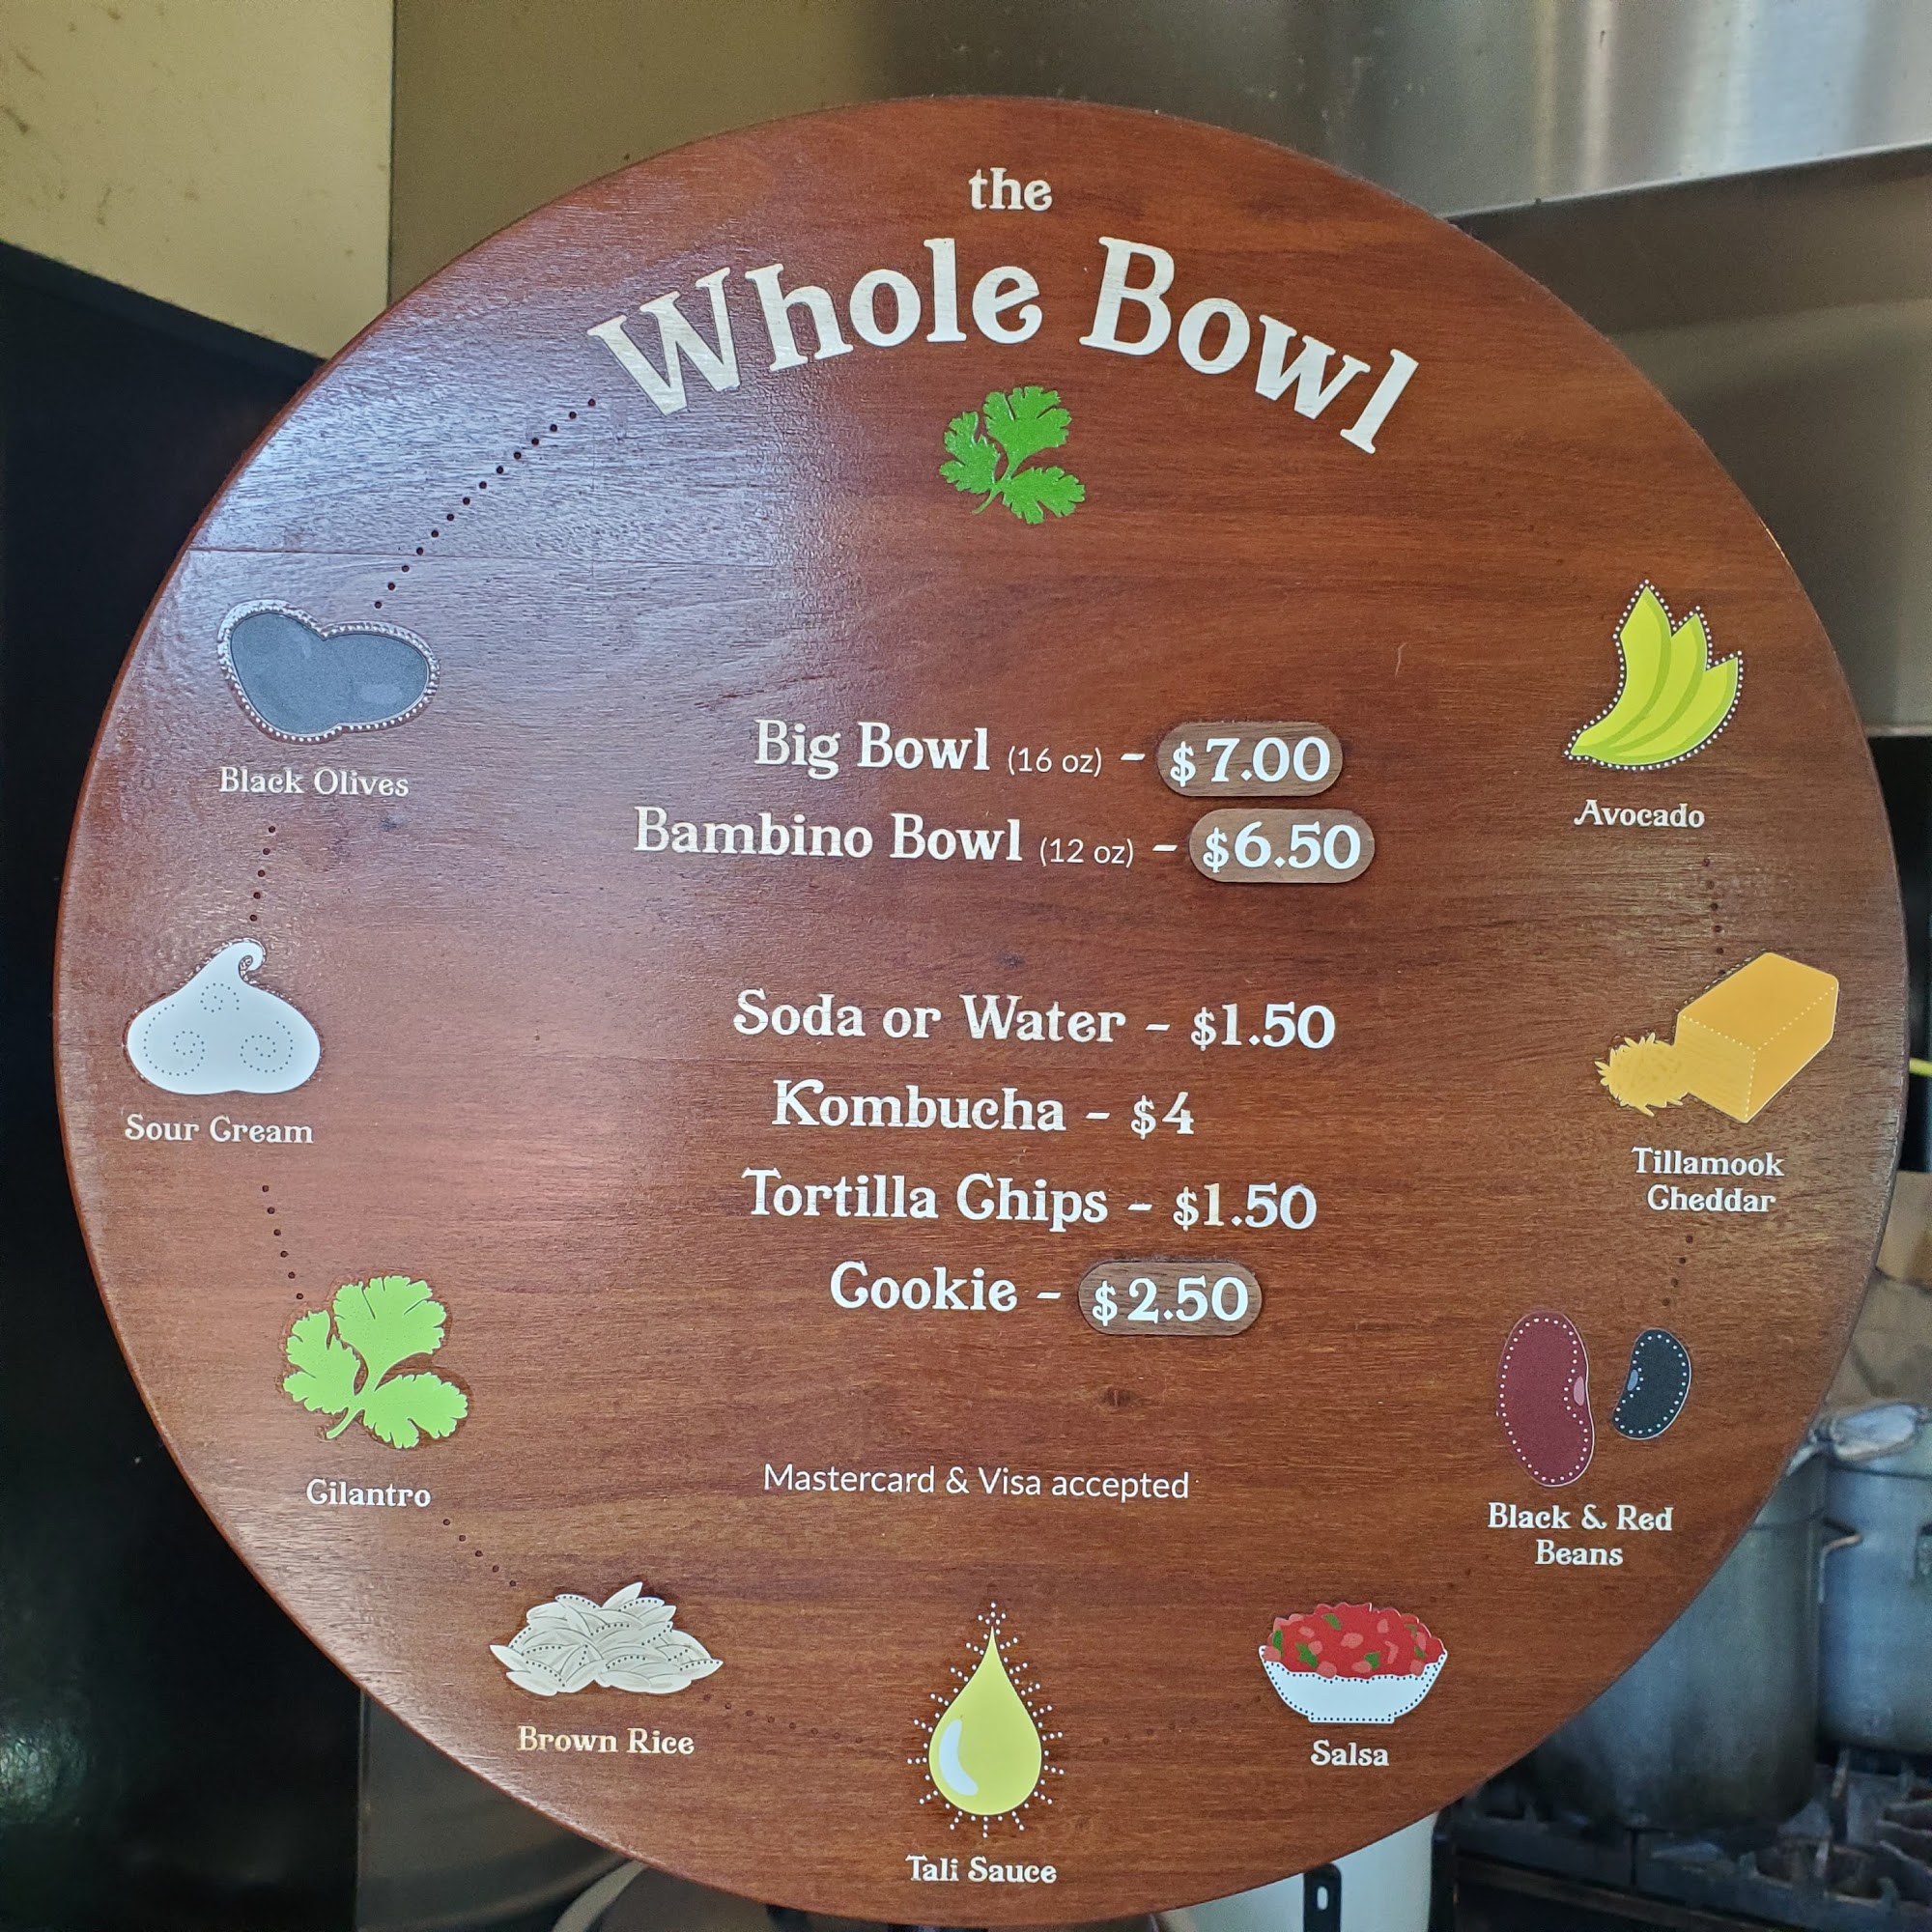 the
Whole Bowl
Big Bowl (16 oz) - $7.00
Bambino Bowl (12 oz) - $6.50
Soda or Water - $1.50
Kombucha - $4
Tortilla Chips - $1.50
Cookie - $2.50
Mastercard & Visa accepted
Black Olives
Sour Cream
Cilantro
Brown Rice
Tali Sauce
Salsa
Black & Red
Beans
Tillamook
Cheddar
Avocado